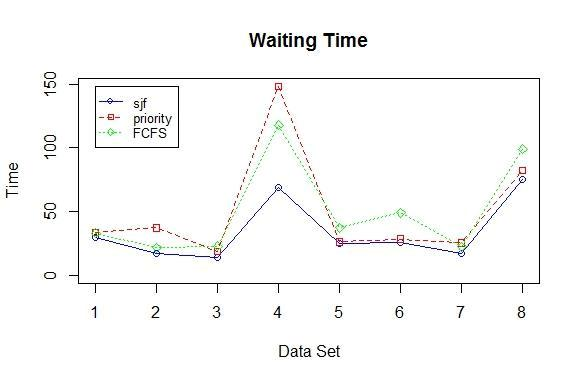 Waiting Time
Time
150
100
50
0
sjf
priority
FCFS
1 2 3 4 5 6 7 8
Data Set